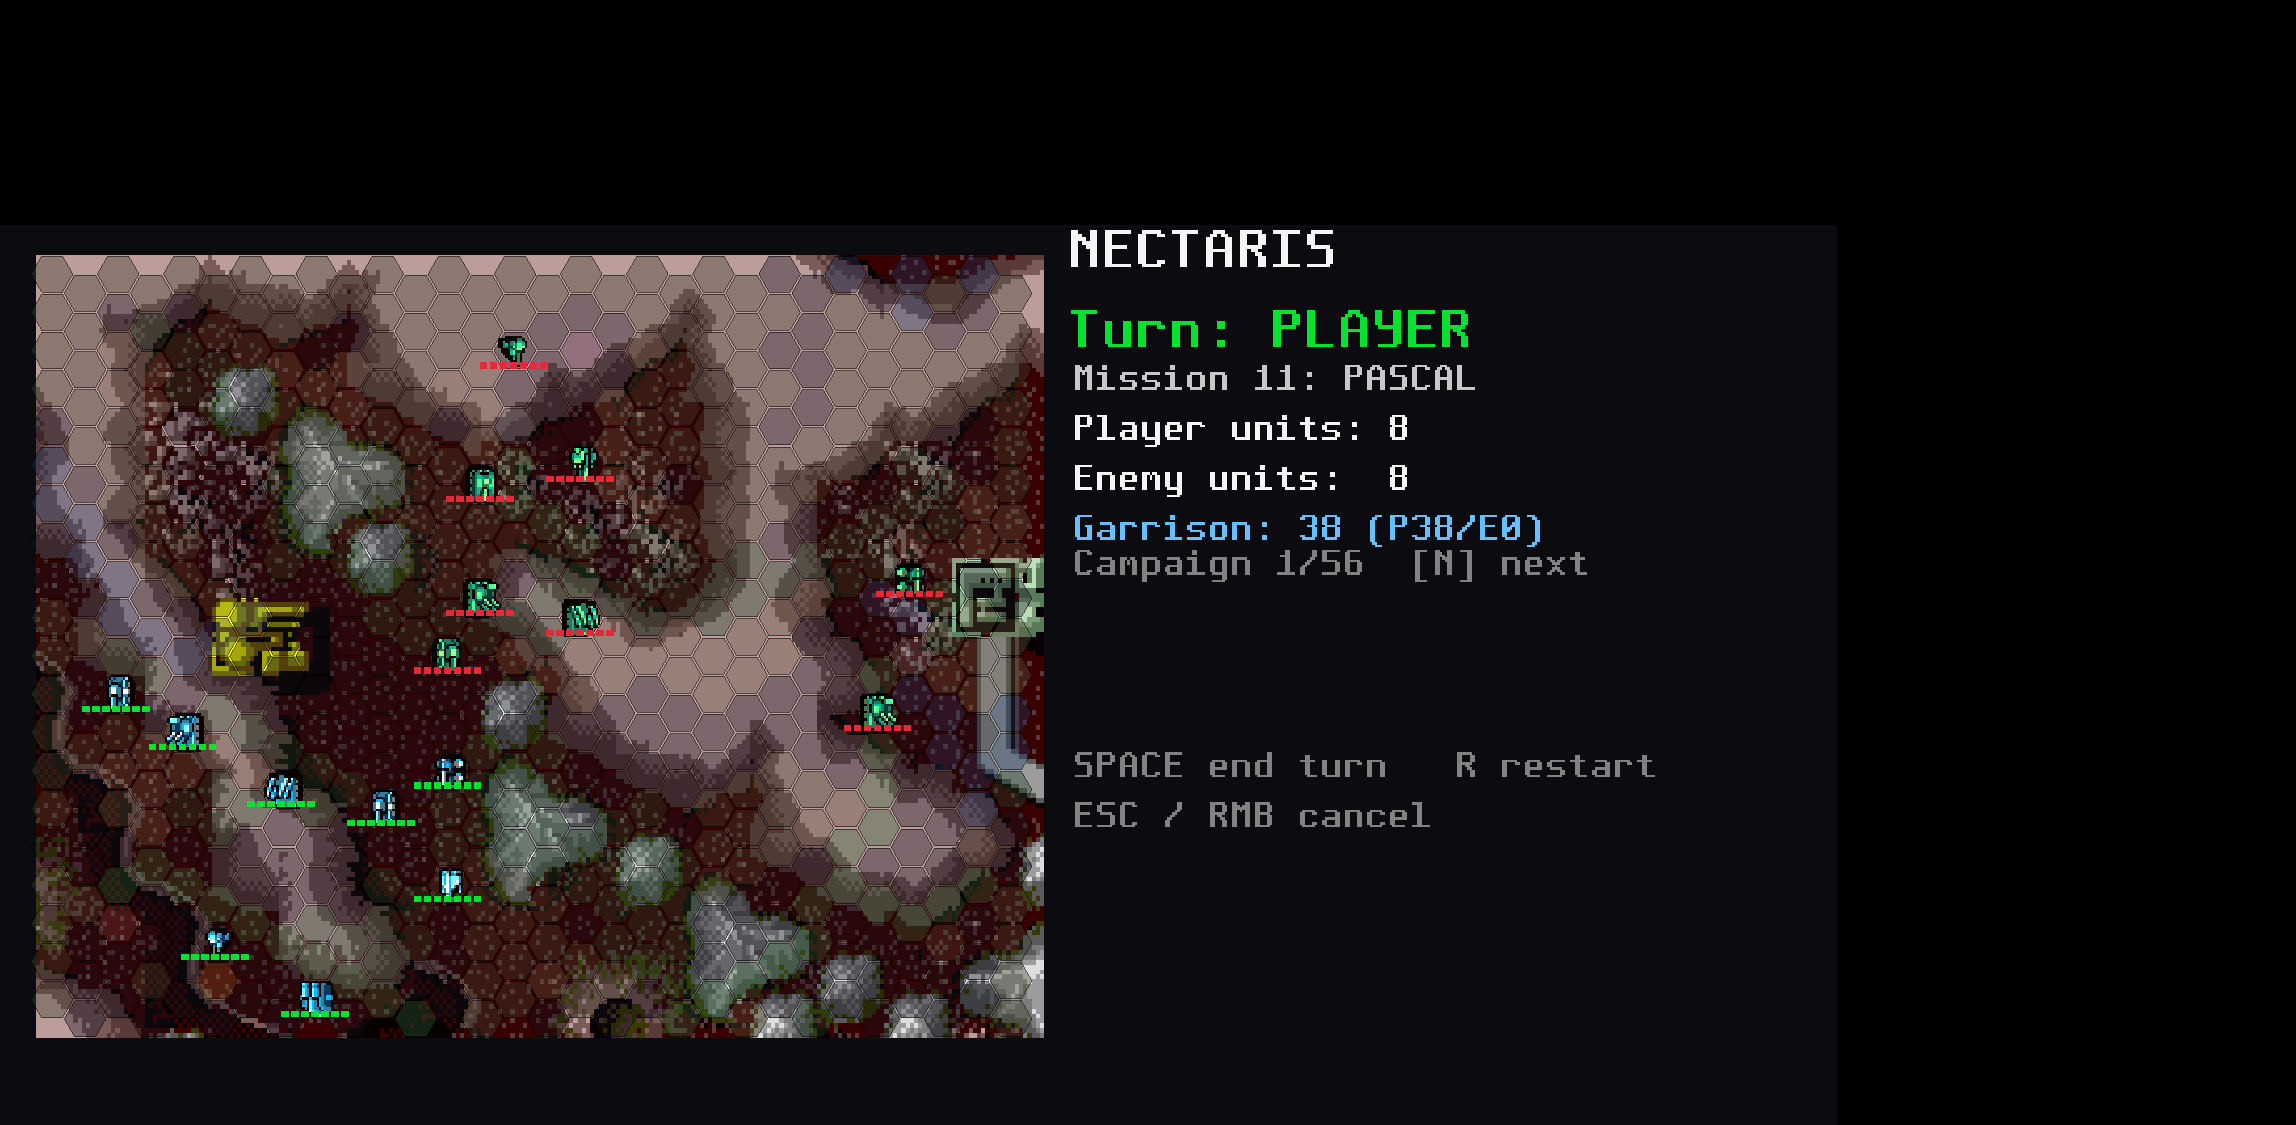 NECTARIS
Turn: PLAYER
Mission 11: PASCAL
Player units: 8
Enemy units:  8
Garrison: 38 (P38/E0)
Campaign 1/56  [N] next
SPACE end turn   R restart
ESC / RMB cancel